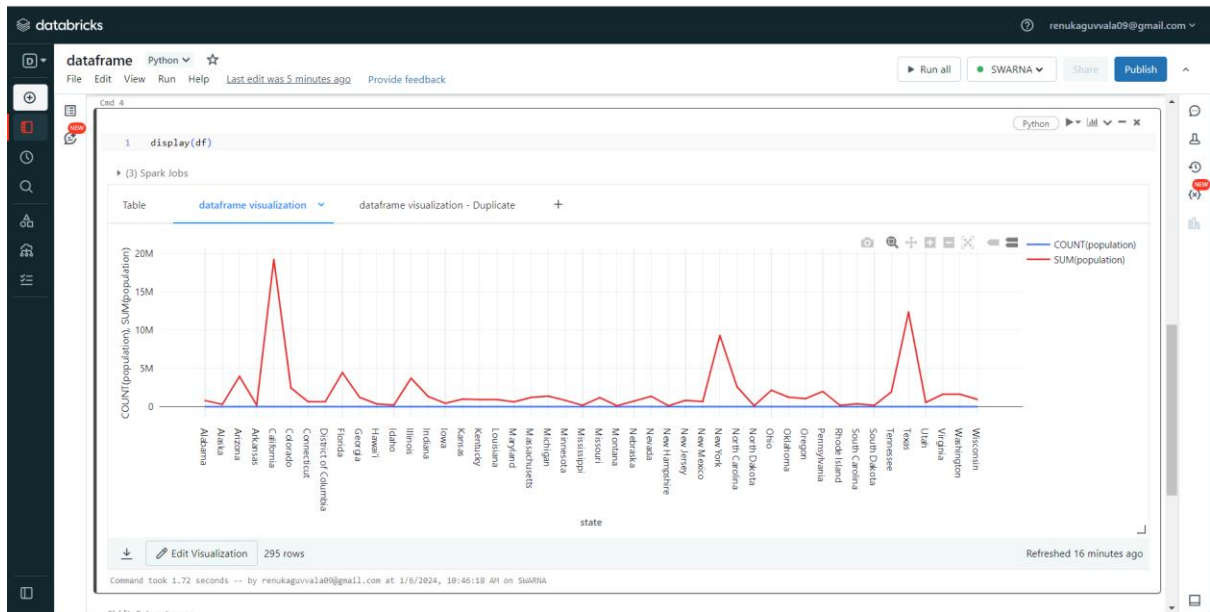 databricks
renukaguvvala09@gmail.com
D
dataframe Python
File Edit View Run Help Last edit was 5 minutes ago Provide feedback
Run all SWARNA Share Publish
NEW
NEW
Cmd 4
Python
1 display(df)
(3) Spark Jobs
Table dataframe visualization dataframe visualization - Duplicate +
COUNT(population)
SUM(population)
COUNT(population), SUM(population)
20M
15M
10M
5M
0
Alabama
Alaska
Arizona
Arkansas
California
Colorado
Connecticut
District of Columbia
Florida
Georgia
Hawai'i
Idaho
Illinois
Indiana
Iowa
Kansas
Kentucky
Louisiana
Maryland
Massachusetts
Michigan
Minnesota
Mississippi
Missouri
Montana
Nebraska
Nevada
New Hampshire
New Jersey
New Mexico
New York
North Carolina
North Dakota
Ohio
Oklahoma
Oregon
Pennsylvania
Rhode Island
South Carolina
South Dakota
Tennessee
Texas
Utah
Virginia
Washington
Wisconsin
state
Edit Visualization 295 rows
Refreshed 16 minutes ago
Command took 1.72 seconds -- by renukaguvvala09@gmail.com at 1/6/2024, 10:46:18 AM on SWARNA